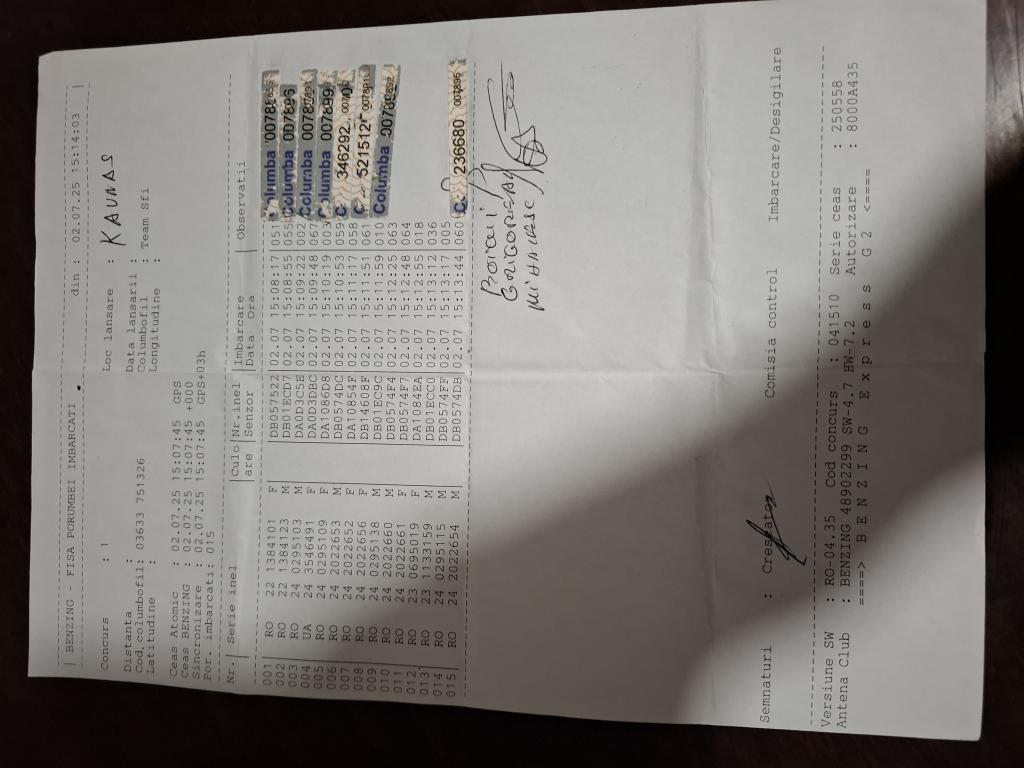 | BENZING - FISA PORUMBEI IMBARCATI din : 02.07.25 15:14:03 |
Concurs : 1 Loc lansare : KAUNAS
Distanta : Data lansarii :
Cod.columbofil: 03633 751326 Columbofil : Team Sfi
Latitudine : Longitudine :
Ceas Atomic : 02.07.25 15:07:45 GPS
Ceas BENZING : 02.07.25 15:07:45 +000
Sincronizare : 02.07.25 15:07:45 GPS+03h
Por. imbarcati: 015
Nr.| Serie inel |Culo|Nr.inel |Imbarcare | Observatii
|are |Senzor |Data Ora
001| RO 22 1384101 F |DB057522|02.07 15:08:17|051| Columba
002| RO 22 1384123 M |DB01ECD7|02.07 15:08:55|055| Columba 007896
003| RO 24 0295103 M |DA0D3C5E|02.07 15:09:22|002| Columba
004| UA 24 3546491 F |DA0D3DBC|02.07 15:09:48|067| Columba 007899
005| RO 24 0295109 F |DA1086D8|02.07 15:10:19|003| 346292
006| RO 24 2022653 M |DB0574DC|02.07 15:10:53|059| 521512
007| RO 24 2022652 F |DA10854F|02.07 15:11:17|058| Columba
008| RO 24 2022656 F |DB14608F|02.07 15:11:51|061|
009| RO 24 0295138 M |DB01EC9C|02.07 15:11:59|010|
010| RO 24 2022660 M |DB0574F4|02.07 15:12:25|063|
011| RO 24 2022661 F |DB0574F7|02.07 15:12:48|064
012| RO 23 0695019 F |DA1084EA|02.07 15:12:55|018
013| RO 23 1133159 M |DB01ECC0|02.07 15:13:12|036
014| RO 24 0295115 M |DB0574FF|02.07 15:13:17|005
015| RO 24 2022654 M |DB0574DB|02.07 15:13:44|060| 236680 007895
Semnaturi : Crescator Comisia control Imbarcare/Desigilare
Versiune SW : RO-04.35 Cod concurs : 041510 Serie ceas : 250558
Antena Club : BENZING 48902299 SW-4.7 HW-7.2 Autorizare : 8000A435
====> B E N Z I N G E x p r e s s G 2 <====